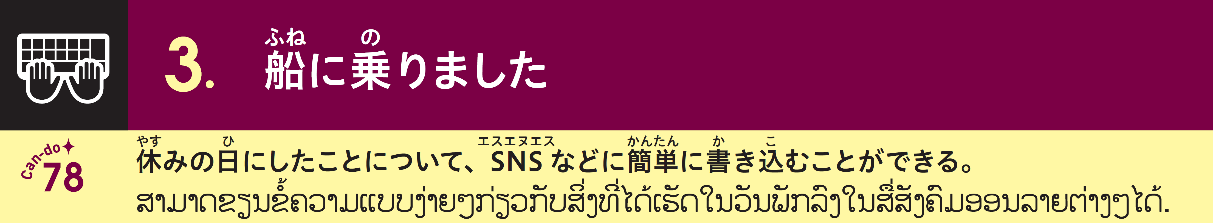 3. 船に乗りました
ふね の
Can-do 78
休みの日にしたことについて、SNSなどに簡単に書き込むことができる。
やす ひ エスエヌエス かんたん か こ
ສາມາດຂຽນຂໍ້ຄວາມແບບງ່າຍໆກ່ຽວກັບສິ່ງທີ່ໄດ້ເຮັດໃນວັນພັກລົງໃນສື່ສັງຄົມອອນລາຍຕ່າງໆໄດ້.